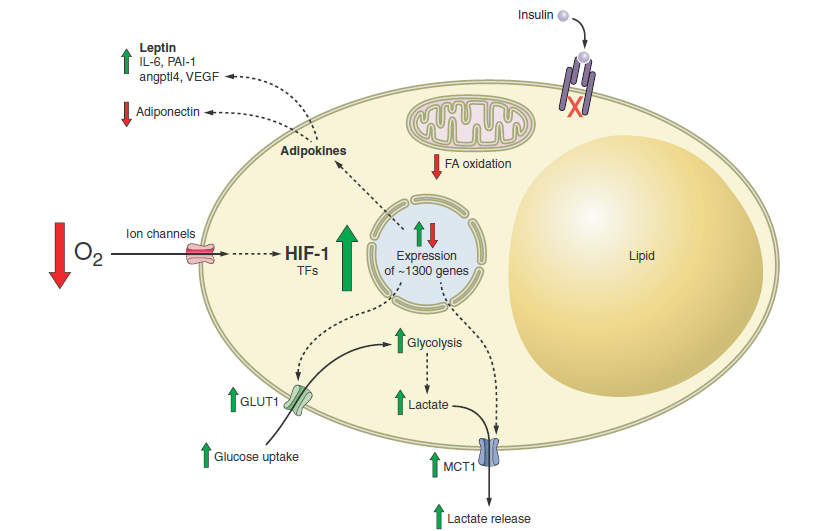 Insulin
Leptin
IL-6, PAI-1
angptl4, VEGF
Adiponectin
Adipokines
X
FA oxidation
Ion channels
O2
HIF-1
TFs
Expression
of ~1300 genes
Lipid
Glycolysis
GLUT1
Lactate
Glucose uptake
MCT1
Lactate release